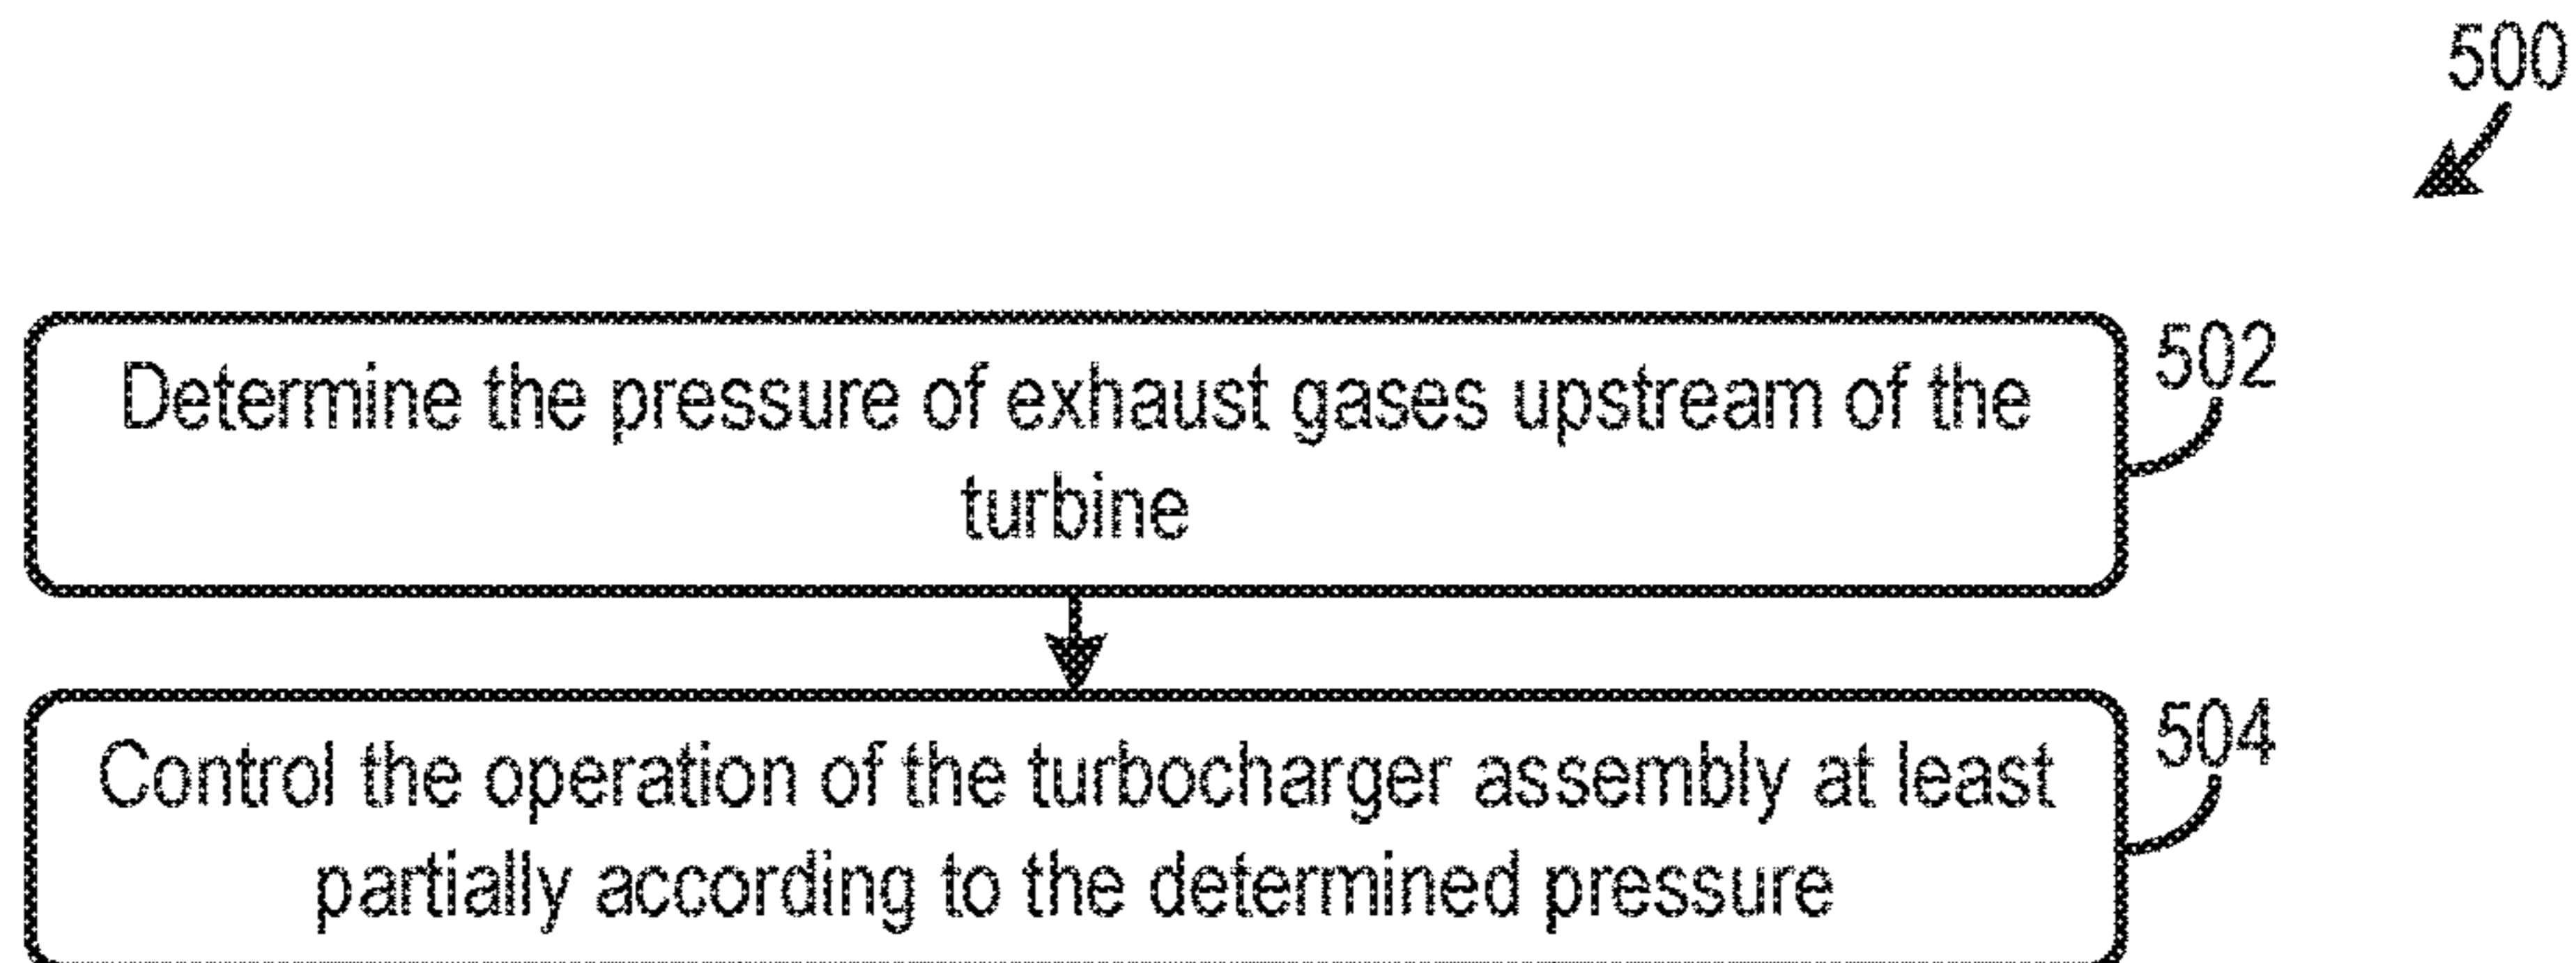 500
Determine the pressure of exhaust gases upstream of the
turbine
502
Control the operation of the turbocharger assembly at least
partially according to the determined pressure
504